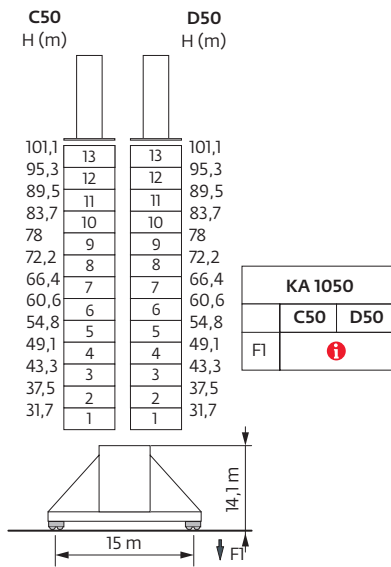 C50 D50
H (m) H (m)
101,1 13 13 101,1
95,3 12 12 95,3
89,5 11 11 89,5
83,7 10 10 83,7
78 9 9 78
72,2 8 8 72,2
66,4 7 7 66,4
60,6 6 6 60,6
54,8 5 5 54,8
49,1 4 4 49,1
43,3 3 3 43,3
37,5 2 2 37,5
31,7 1 1 31,7
KA 1050
C50 D50
F1 i
14,1 m
15 m F1